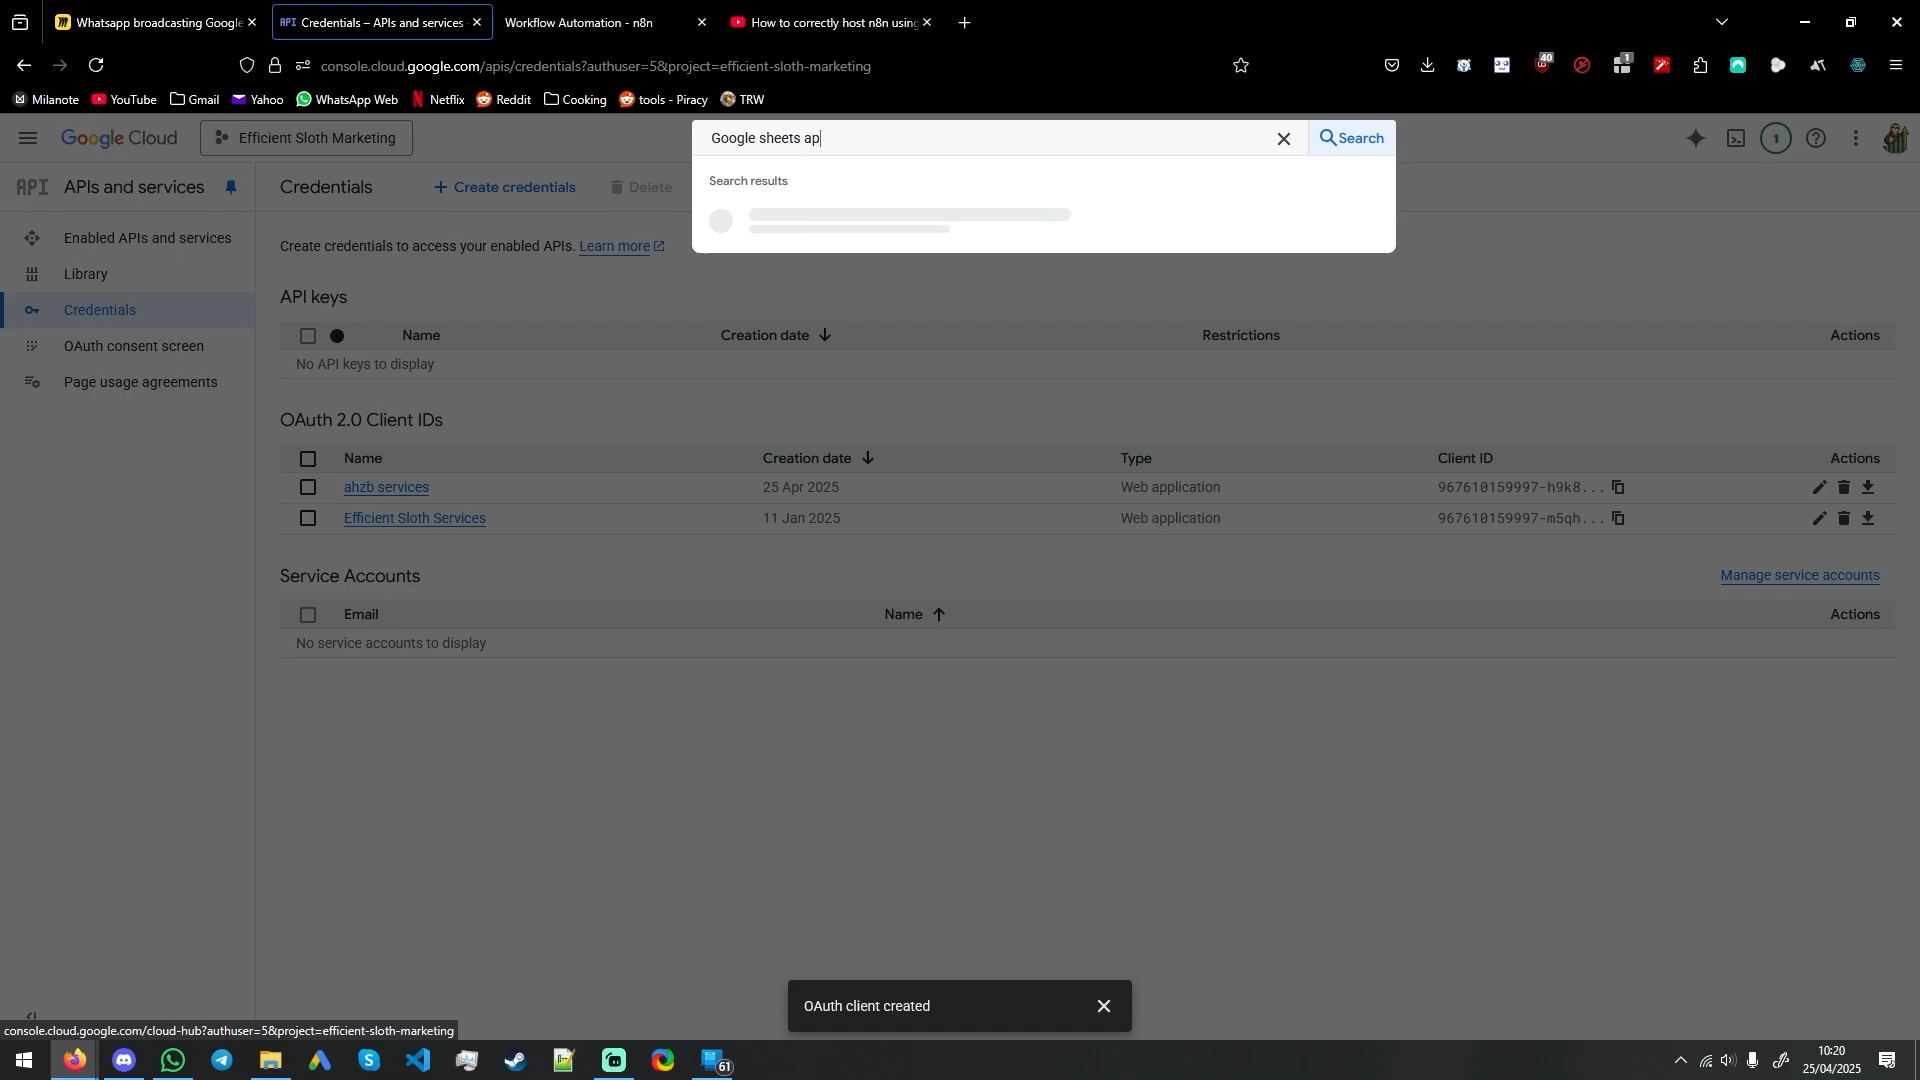 Whatsapp broadcasting Google
API Credentials – APIs and services
Workflow Automation - n8n
How to correctly host n8n using
console.cloud.google.com/apis/credentials?authuser=5&project=efficient-sloth-marketing
40
1
Milanote YouTube Gmail Yahoo WhatsApp Web Netflix Reddit Cooking tools - Piracy TRW
Google Cloud
Efficient Sloth Marketing
Google sheets ap
Search
1
API APIs and services
Credentials
+ Create credentials
Delete
Search results
Enabled APIs and services
Library
Credentials
OAuth consent screen
Page usage agreements
Create credentials to access your enabled APIs. Learn more
API keys
Name Creation date Restrictions Actions
No API keys to display
OAuth 2.0 Client IDs
Name Creation date Type Client ID Actions
ahzb services 25 Apr 2025 Web application 967610159997-h9k8...
Efficient Sloth Services 11 Jan 2025 Web application 967610159997-m5qh...
Service Accounts
Manage service accounts
Email Name Actions
No service accounts to display
OAuth client created
console.cloud.google.com/cloud-hub?authuser=5&project=efficient-sloth-marketing
61
10:20
25/04/2025